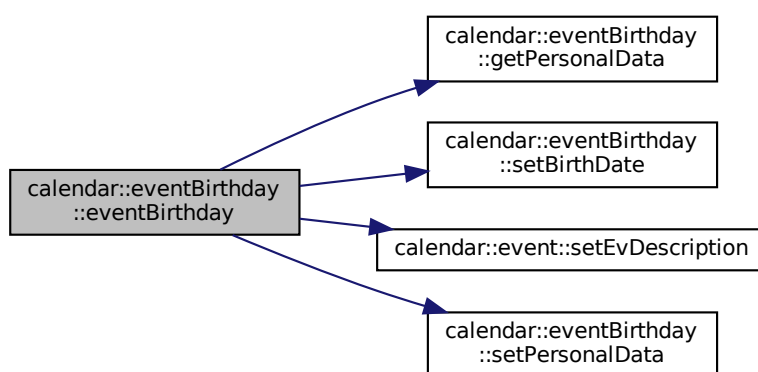 calendar::eventBirthday
::getPersonalData
calendar::eventBirthday
::setBirthDate
calendar::eventBirthday
::eventBirthday
calendar::event::setEvDescription
calendar::eventBirthday
::setPersonalData